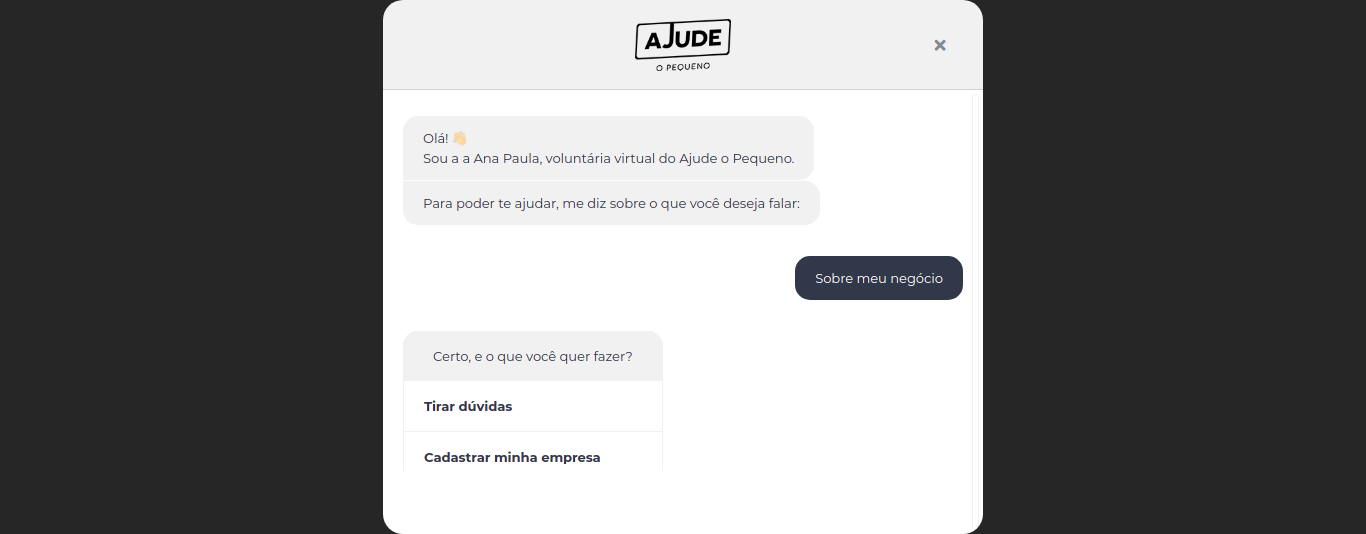 AJUDE
O PEQUENO
Olá! 👋🏻
Sou a a Ana Paula, voluntária virtual do Ajude o Pequeno.
Para poder te ajudar, me diz sobre o que você deseja falar:
Sobre meu negócio
Certo, e o que você quer fazer?
Tirar dúvidas
Cadastrar minha empresa